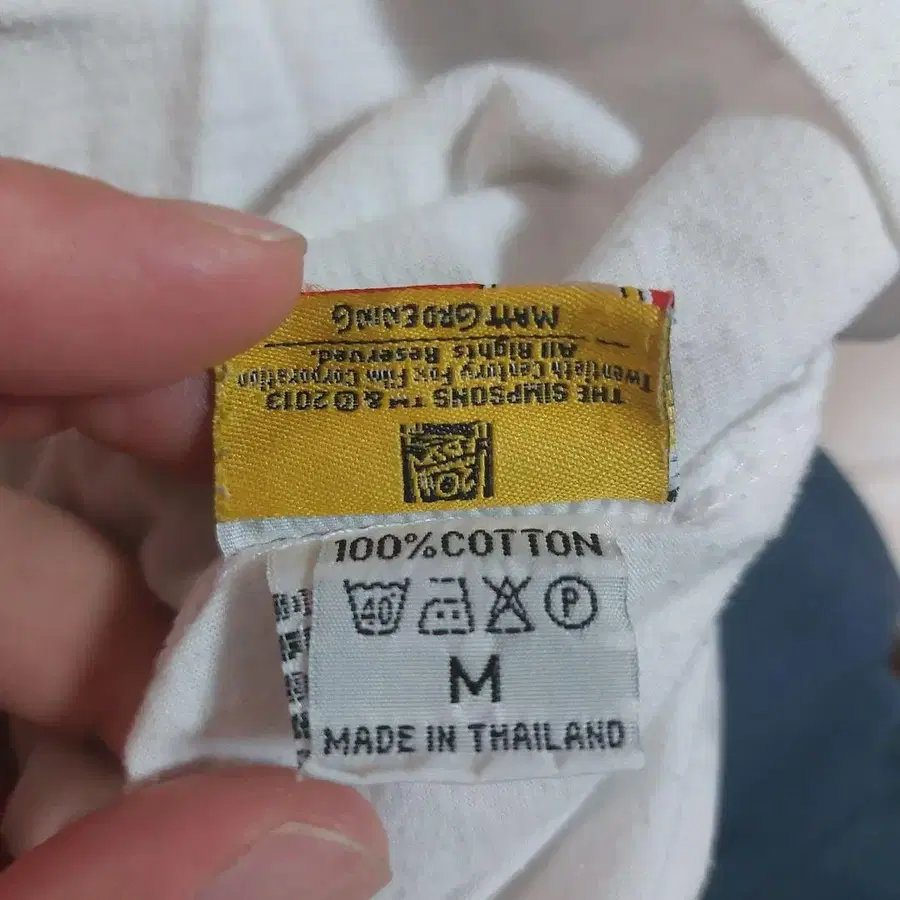 THE SIMPSONS ™ & © 2013
Twentieth Century Fox Film Corporation
All Rights Reserved.
MATT GROENING
100% COTTON
40 P
M
MADE IN THAILAND